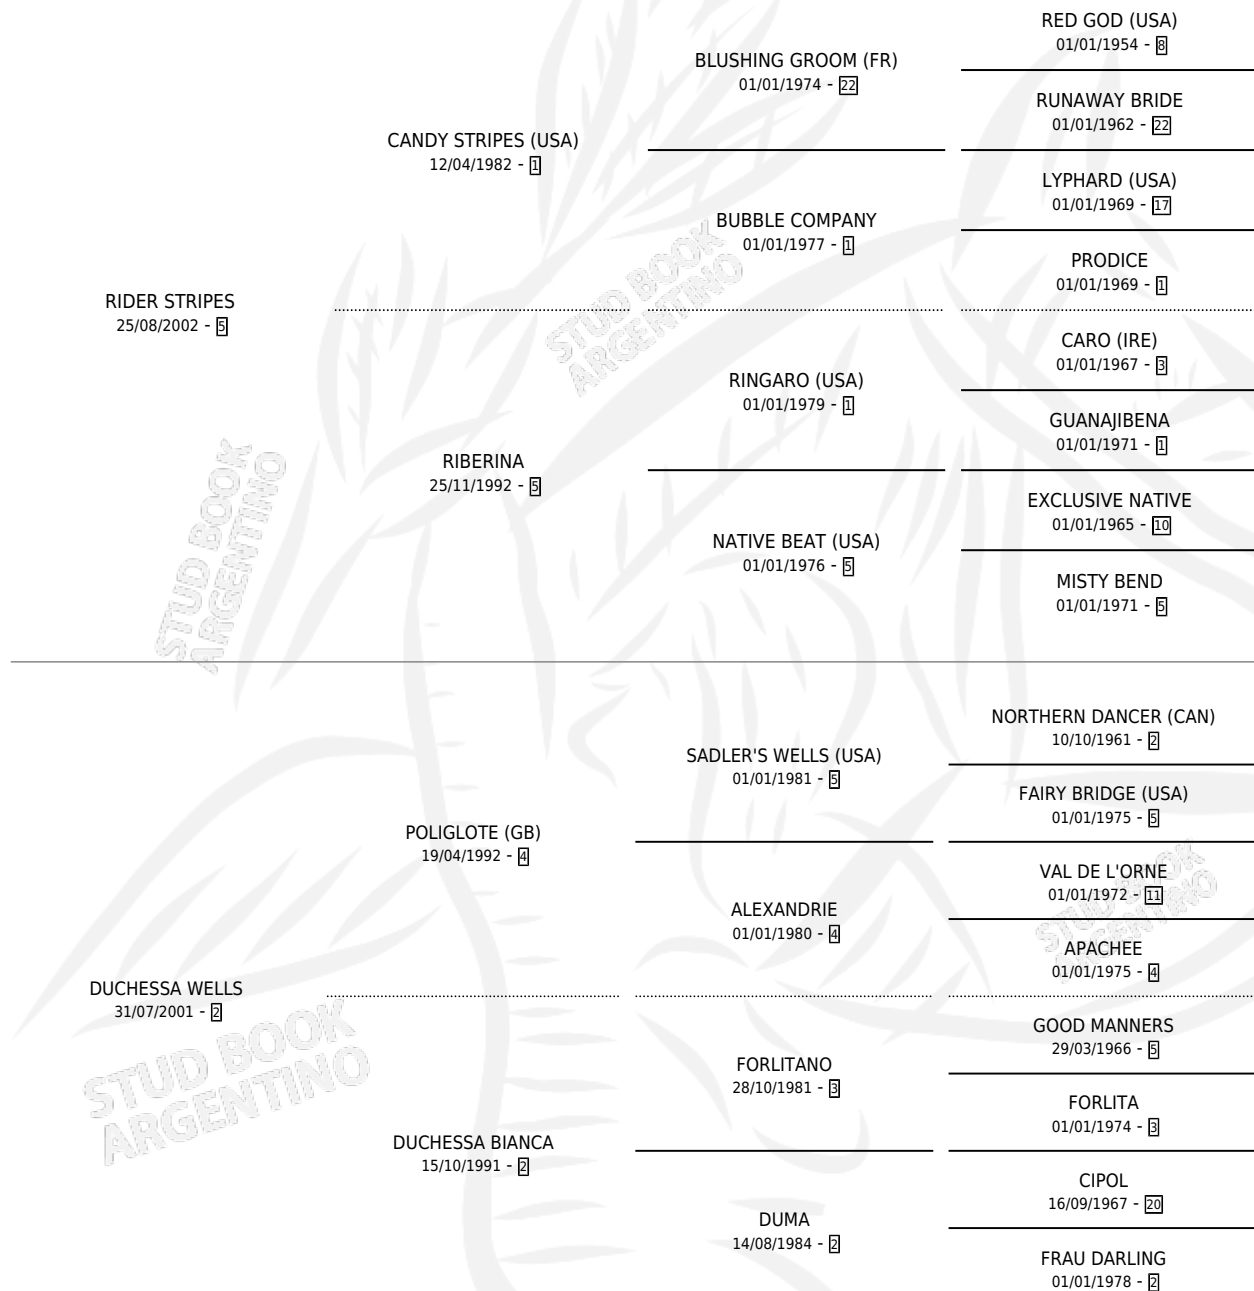 RED GOD (USA)
01/01/1954 - 8
BLUSHING GROOM (FR)
01/01/1974 - 22
RUNAWAY BRIDE
01/01/1962 - 22
CANDY STRIPES (USA)
12/04/1982 - 1
LYPHARD (USA)
01/01/1969 - 17
BUBBLE COMPANY
01/01/1977 - 1
PRODICE
01/01/1969 - 1
RIDER STRIPES
25/08/2002 - 5
CARO (IRE)
01/01/1967 - 3
RINGARO (USA)
01/01/1979 - 1
GUANAJIBENA
01/01/1971 - 1
RIBERINA
25/11/1992 - 5
EXCLUSIVE NATIVE
01/01/1965 - 10
NATIVE BEAT (USA)
01/01/1976 - 5
MISTY BEND
01/01/1971 - 5
NORTHERN DANCER (CAN)
10/10/1961 - 2
SADLER'S WELLS (USA)
01/01/1981 - 5
FAIRY BRIDGE (USA)
01/01/1975 - 5
POLIGLOTE (GB)
19/04/1992 - 4
VAL DE L'ORNE
01/01/1972 - 11
ALEXANDRIE
01/01/1980 - 4
APACHEE
01/01/1975 - 4
DUCHESSA WELLS
31/07/2001 - 2
GOOD MANNERS
29/03/1966 - 5
FORLITANO
28/10/1981 - 3
FORLITA
01/01/1974 - 3
DUCHESSA BIANCA
15/10/1991 - 2
CIPOL
16/09/1967 - 20
DUMA
14/08/1984 - 2
FRAU DARLING
01/01/1978 - 2
STUD BOOK
ARGENTINO
STUD BOOK
ARGENTINO
STUD BOOK
ARGENTINO
STUD BOOK
ARGENTINO